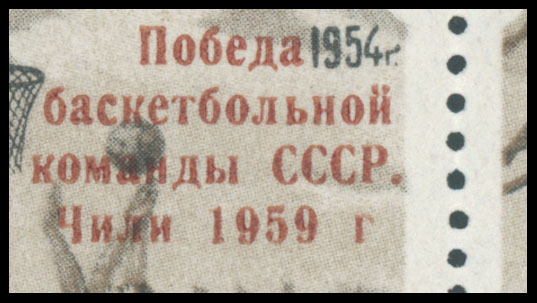 Победа 1954г.
баскетбольной
команды СССР.
Чили 1959 г